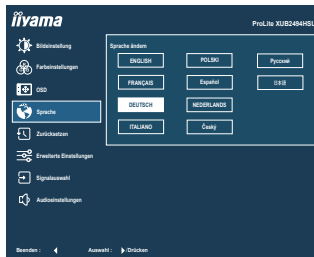 iiyama
ProLite XUB2494HSU
Bildeinstellung
Farbeinstellungen
OSD
Sprache
Zurücksetzen
Erweiterte Einstellungen
Signalauswahl
Audioeinstellungen
Sprache ändern
ENGLISH
POLSKI
Русский
FRANÇAIS
Español
日本語
DEUTSCH
NEDERLANDS
ITALIANO
Český
Beenden : Auswahl : /Drücken